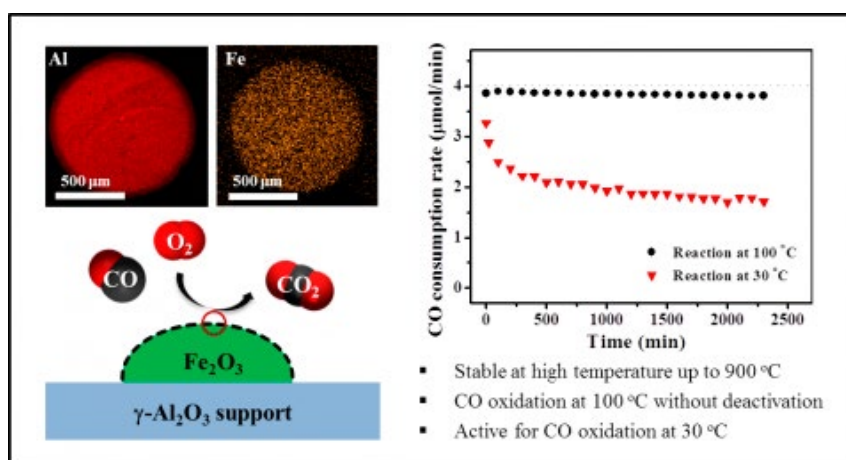 Al
Fe
500 μm
500 μm
O2
CO
CO2
Fe2O3
γ-Al2O3 support
CO consumption rate (μmol/min)
5
4
3
2
1
0
0 500 1000 1500 2000 2500
Time (min)
Reaction at 100 °C
Reaction at 30 °C
▪ Stable at high temperature up to 900 °C
▪ CO oxidation at 100 °C without deactivation
▪ Active for CO oxidation at 30 °C